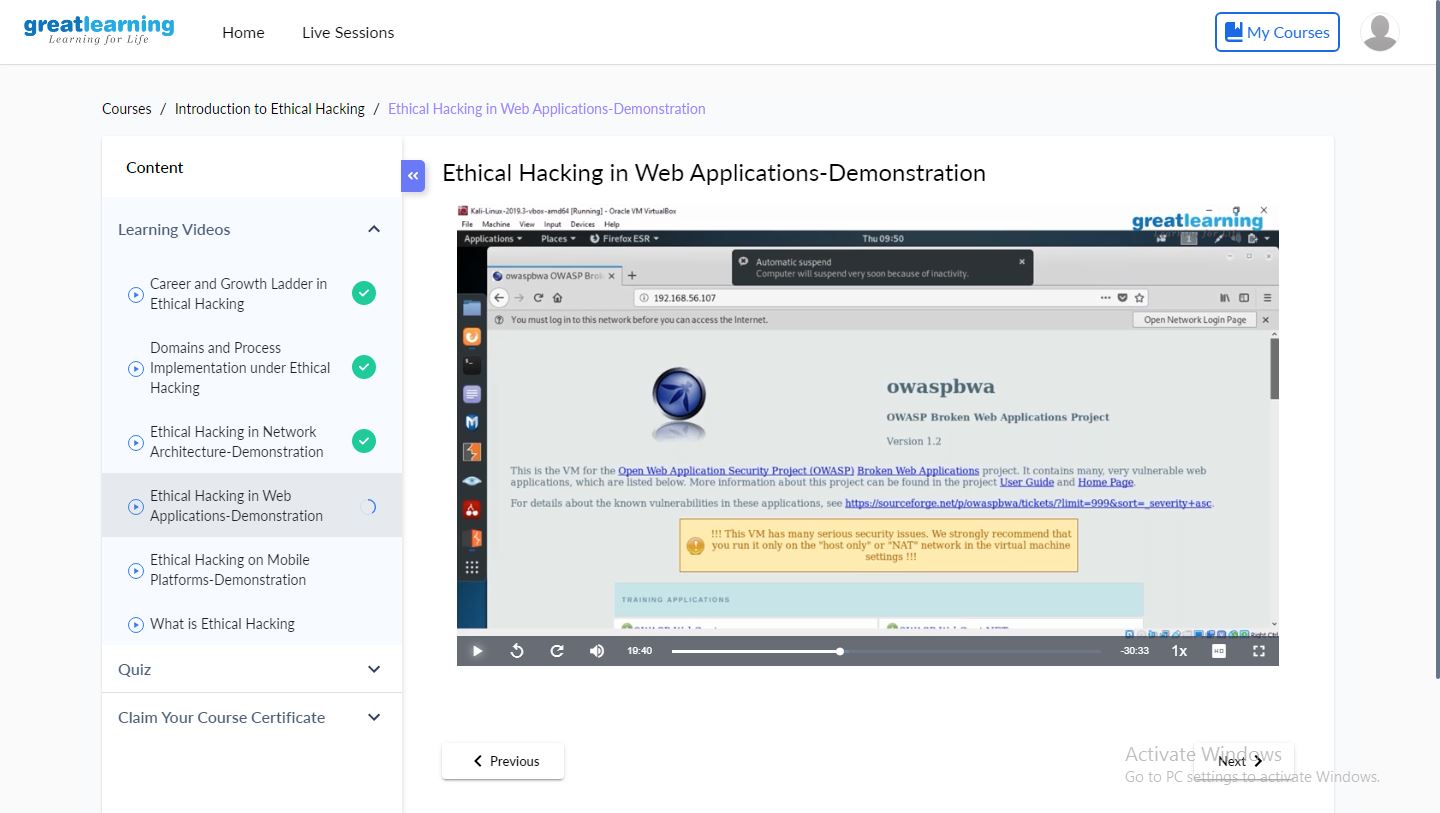 greatlearning
Learning for Life
Home
Live Sessions
My Courses
Courses / Introduction to Ethical Hacking / Ethical Hacking in Web Applications-Demonstration
Content
Learning Videos
Career and Growth Ladder in
Ethical Hacking
Domains and Process
Implementation under Ethical
Hacking
Ethical Hacking in Network
Architecture-Demonstration
Ethical Hacking in Web
Applications-Demonstration
Ethical Hacking on Mobile
Platforms-Demonstration
What is Ethical Hacking
Quiz
Claim Your Course Certificate
Ethical Hacking in Web Applications-Demonstration
Kali-Linux-2019.3-vbox-amd64 [Running] - Oracle VM VirtualBox
File Machine View Input Devices Help
greatlearning
Applications Places Firefox ESR Thu 09:50 1
Automatic suspend
Computer will suspend very soon because of inactivity.
owaspbwa OWASP Bro
192.168.56.107
You must log in to this network before you can access the Internet. Open Network Login Page
owaspbwa
OWASP Broken Web Applications Project
Version 1.2
This is the VM for the Open Web Application Security Project (OWASP) Broken Web Applications project. It contains many, very vulnerable web
applications, which are listed below. More information about this project can be found in the project User Guide and Home Page.
For details about the known vulnerabilities in these applications, see https://sourceforge.net/p/owaspbwa/tickets/?limit=999&sort=_severity+asc.
!!! This VM has many serious security issues. We strongly recommend that
you run it only on the "host only" or "NAT" network in the virtual machine
settings !!!
TRAINING APPLICATIONS
Right Ctrl
19:40
-30:33
1x
HD
Previous
Next
Activate Windows
Go to PC settings to activate Windows.